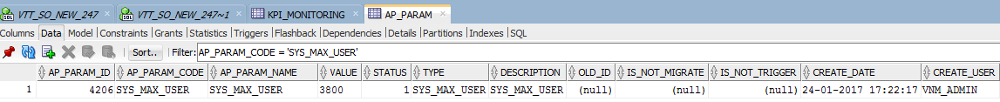 VTT_SO_NEW_247 VTT_SO_NEW_247~1 KPI_MONITORING AP_PARAM
Columns Data Model Constraints Grants Statistics Triggers Flashback Dependencies Details Partitions Indexes SQL
Sort.. Filter: AP_PARAM_CODE = 'SYS_MAX_USER'
AP_PARAM_ID AP_PARAM_CODE AP_PARAM_NAME VALUE STATUS TYPE DESCRIPTION OLD_ID IS_NOT_MIGRATE IS_NOT_TRIGGER CREATE_DATE CREATE_USER
1 4206 SYS_MAX_USER SYS_MAX_USER 3800 1 SYS_MAX_USER SYS_MAX_USER (null) (null) (null) 24-01-2017 17:22:17 VNM_ADMIN